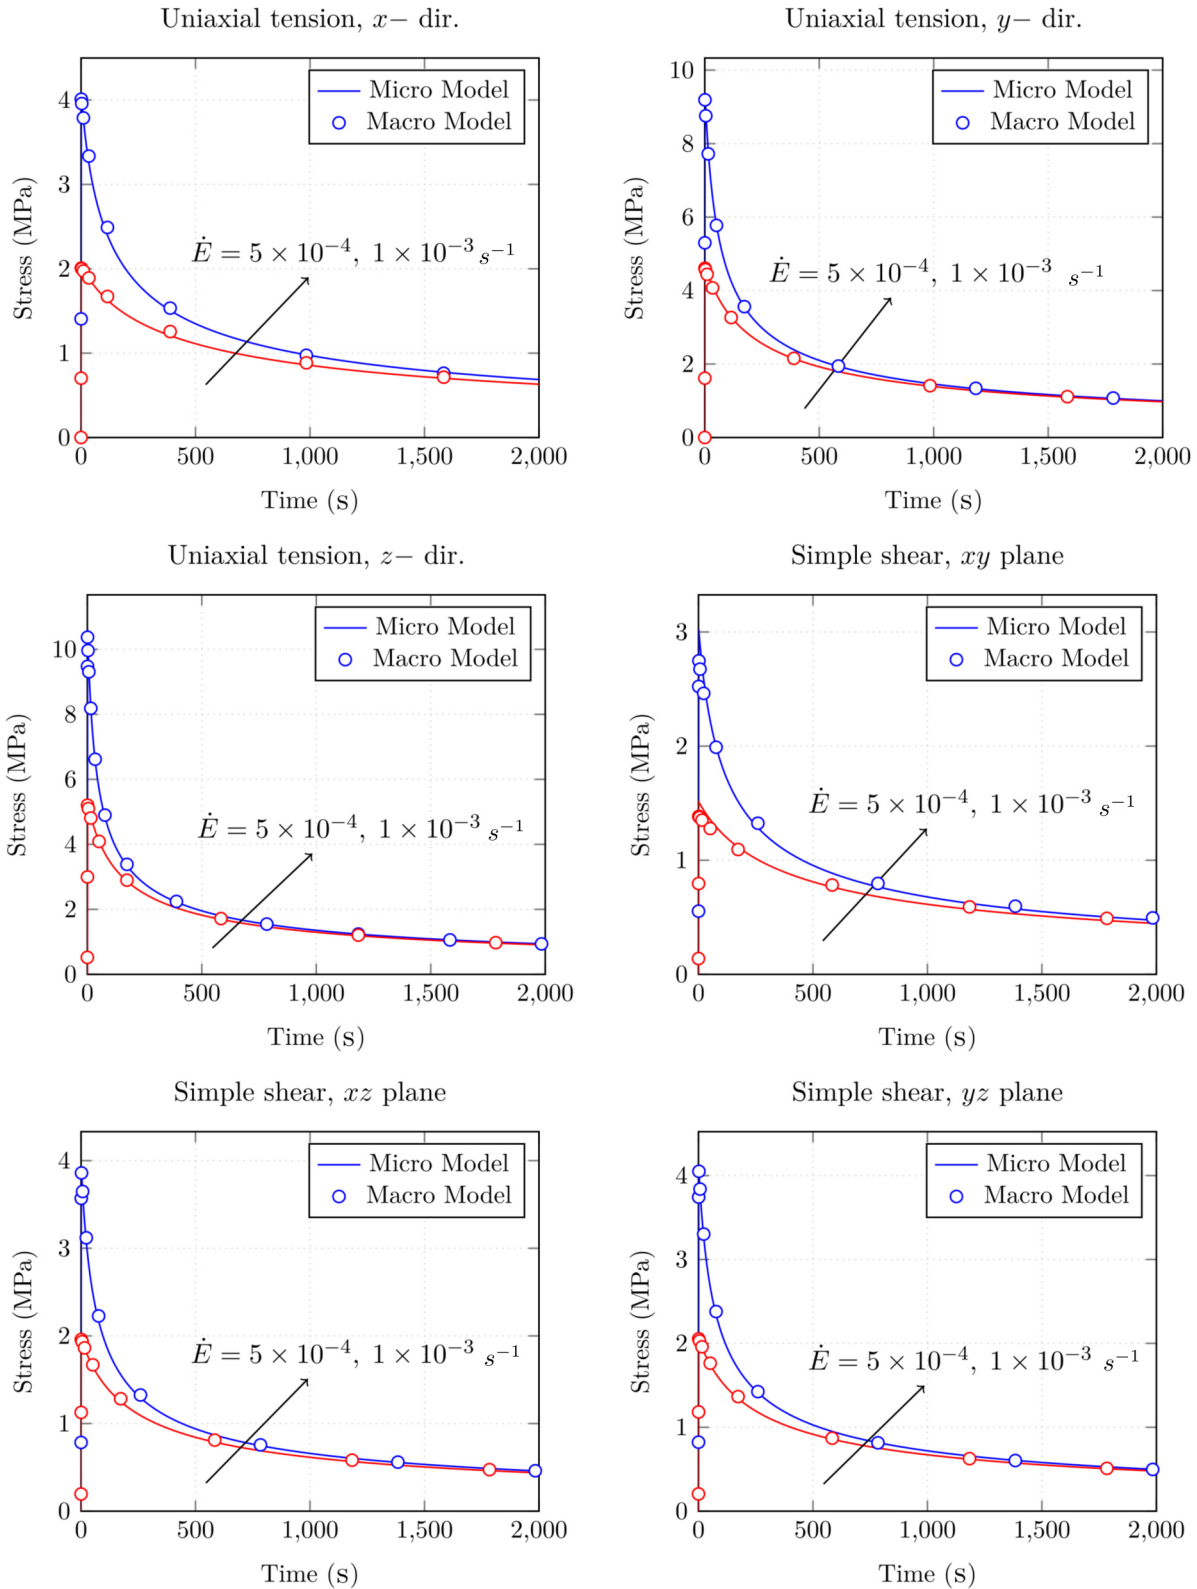 Uniaxial tension, x− dir.
Stress (MPa)
4
3
2
1
0
Micro Model
Macro Model
Ė = 5 × 10⁻⁴, 1 × 10⁻³ s⁻¹
0 500 1,000 1,500 2,000
Time (s)
Uniaxial tension, y− dir.
Stress (MPa)
10
8
6
4
2
0
Micro Model
Macro Model
Ė = 5 × 10⁻⁴, 1 × 10⁻³ s⁻¹
0 500 1,000 1,500 2,000
Time (s)
Uniaxial tension, z− dir.
Stress (MPa)
10
8
6
4
2
0
Micro Model
Macro Model
Ė = 5 × 10⁻⁴, 1 × 10⁻³ s⁻¹
0 500 1,000 1,500 2,000
Time (s)
Simple shear, xy plane
Stress (MPa)
3
2
1
0
Micro Model
Macro Model
Ė = 5 × 10⁻⁴, 1 × 10⁻³ s⁻¹
0 500 1,000 1,500 2,000
Time (s)
Simple shear, xz plane
Stress (MPa)
4
3
2
1
0
Micro Model
Macro Model
Ė = 5 × 10⁻⁴, 1 × 10⁻³ s⁻¹
0 500 1,000 1,500 2,000
Time (s)
Simple shear, yz plane
Stress (MPa)
4
3
2
1
0
Micro Model
Macro Model
Ė = 5 × 10⁻⁴, 1 × 10⁻³ s⁻¹
0 500 1,000 1,500 2,000
Time (s)